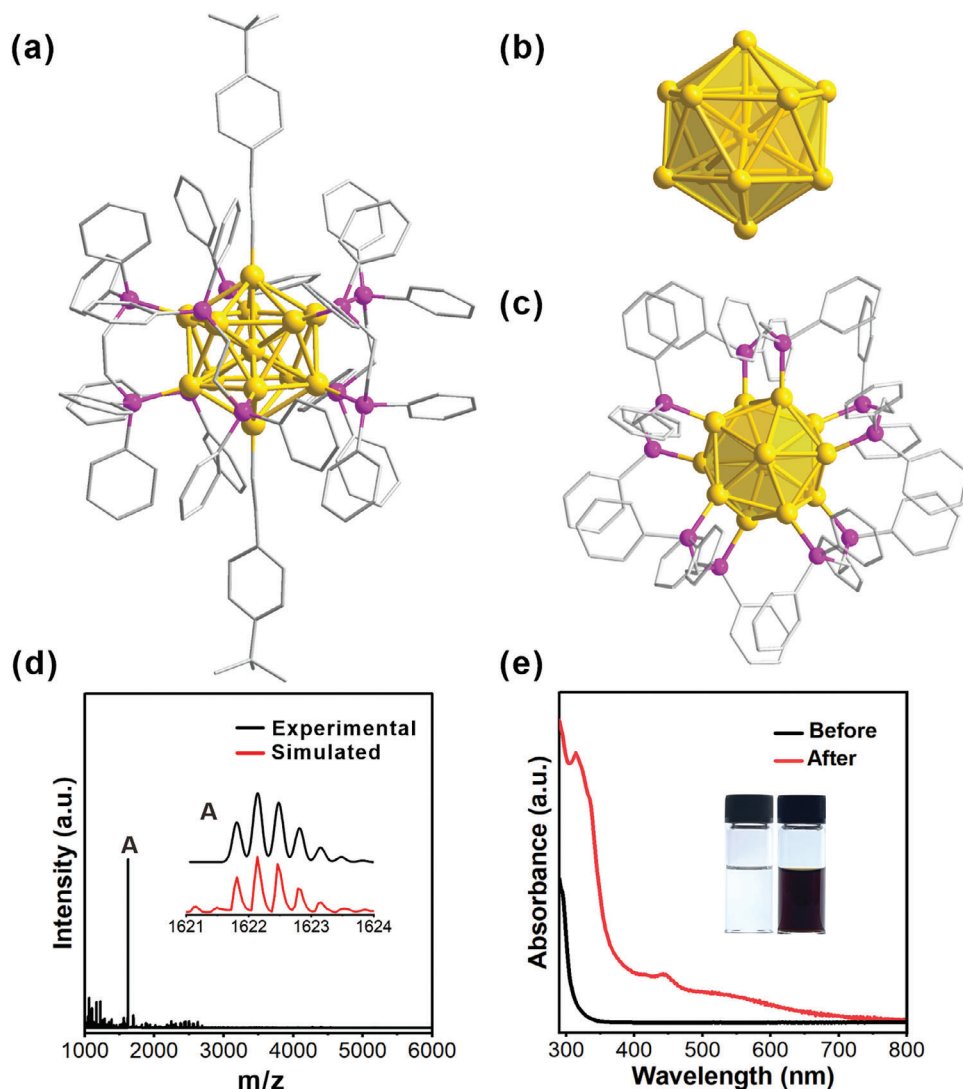 (a)
(b)
(c)
(d)
Experimental
Simulated
A
A
1621 1622 1623 1624
Intensity (a.u.)
1000 2000 3000 4000 5000 6000
m/z
(e)
Before
After
Absorbance (a.u.)
300 400 500 600 700 800
Wavelength (nm)